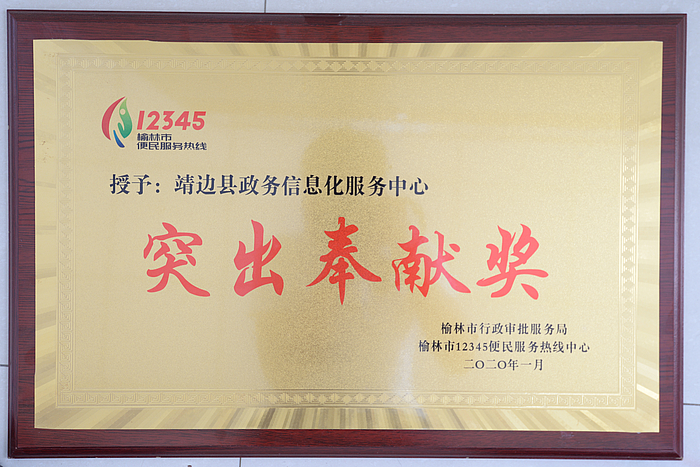 12345
榆林市
便民服务热线
授予：靖边县政务信息化服务中心
突出奉献奖
榆林市行政审批服务局
榆林市12345便民服务热线中心
二〇二〇年一月